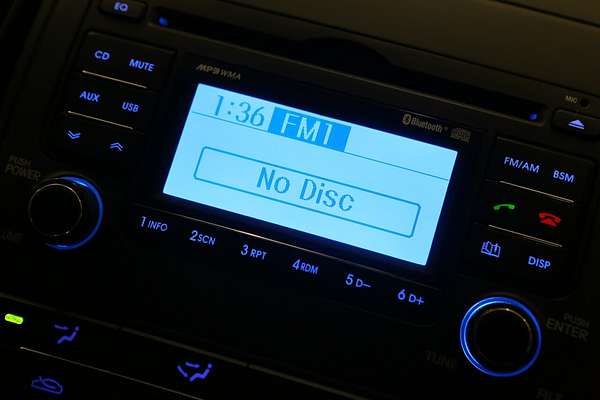 EQ
CD MUTE
MP3 WMA
AUX USB
1:36 FM1
Bluetooth
MIC
No Disc
FM/AM BSM
PUSH
POWER
1 INFO 2 SCN 3 RPT 4 RDM 5 D− 6 D+
DISP
PUSH
ENTER
TUNE